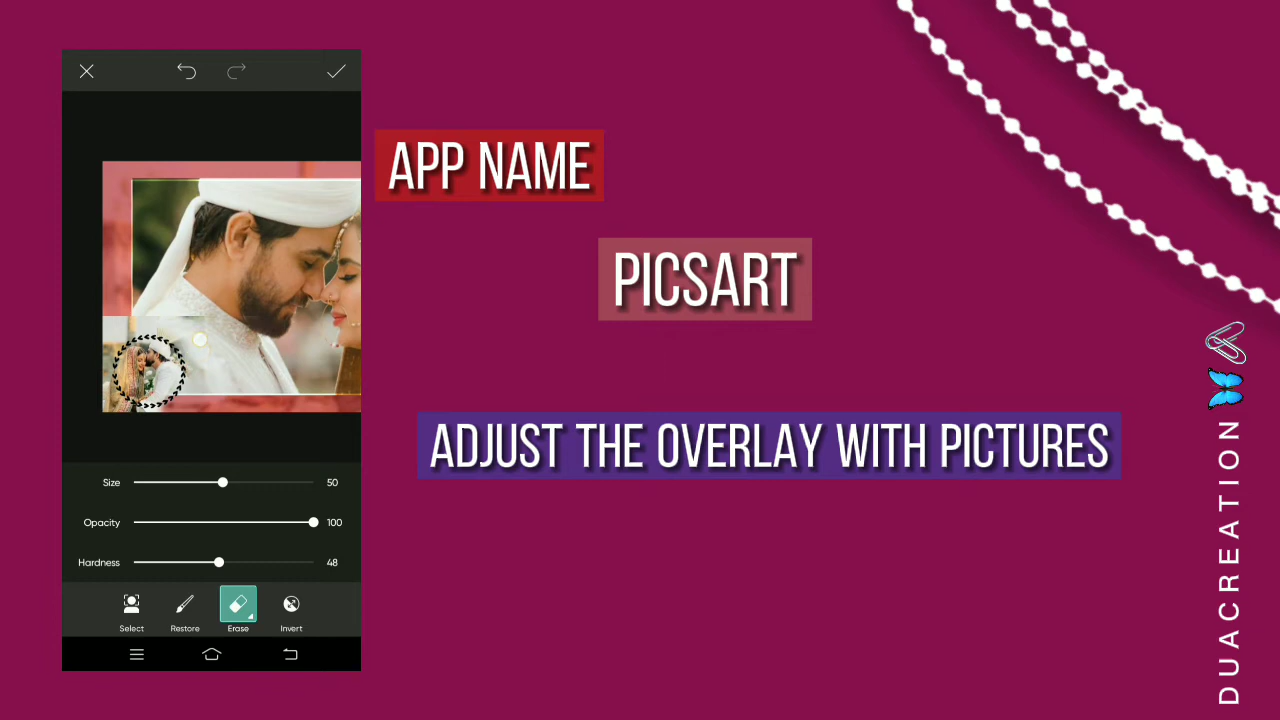 APP NAME
PICSART
ADJUST THE OVERLAY WITH PICTURES
Size 50
Opacity 100
Hardness 48
Select Restore Erase Invert
DUACREATION